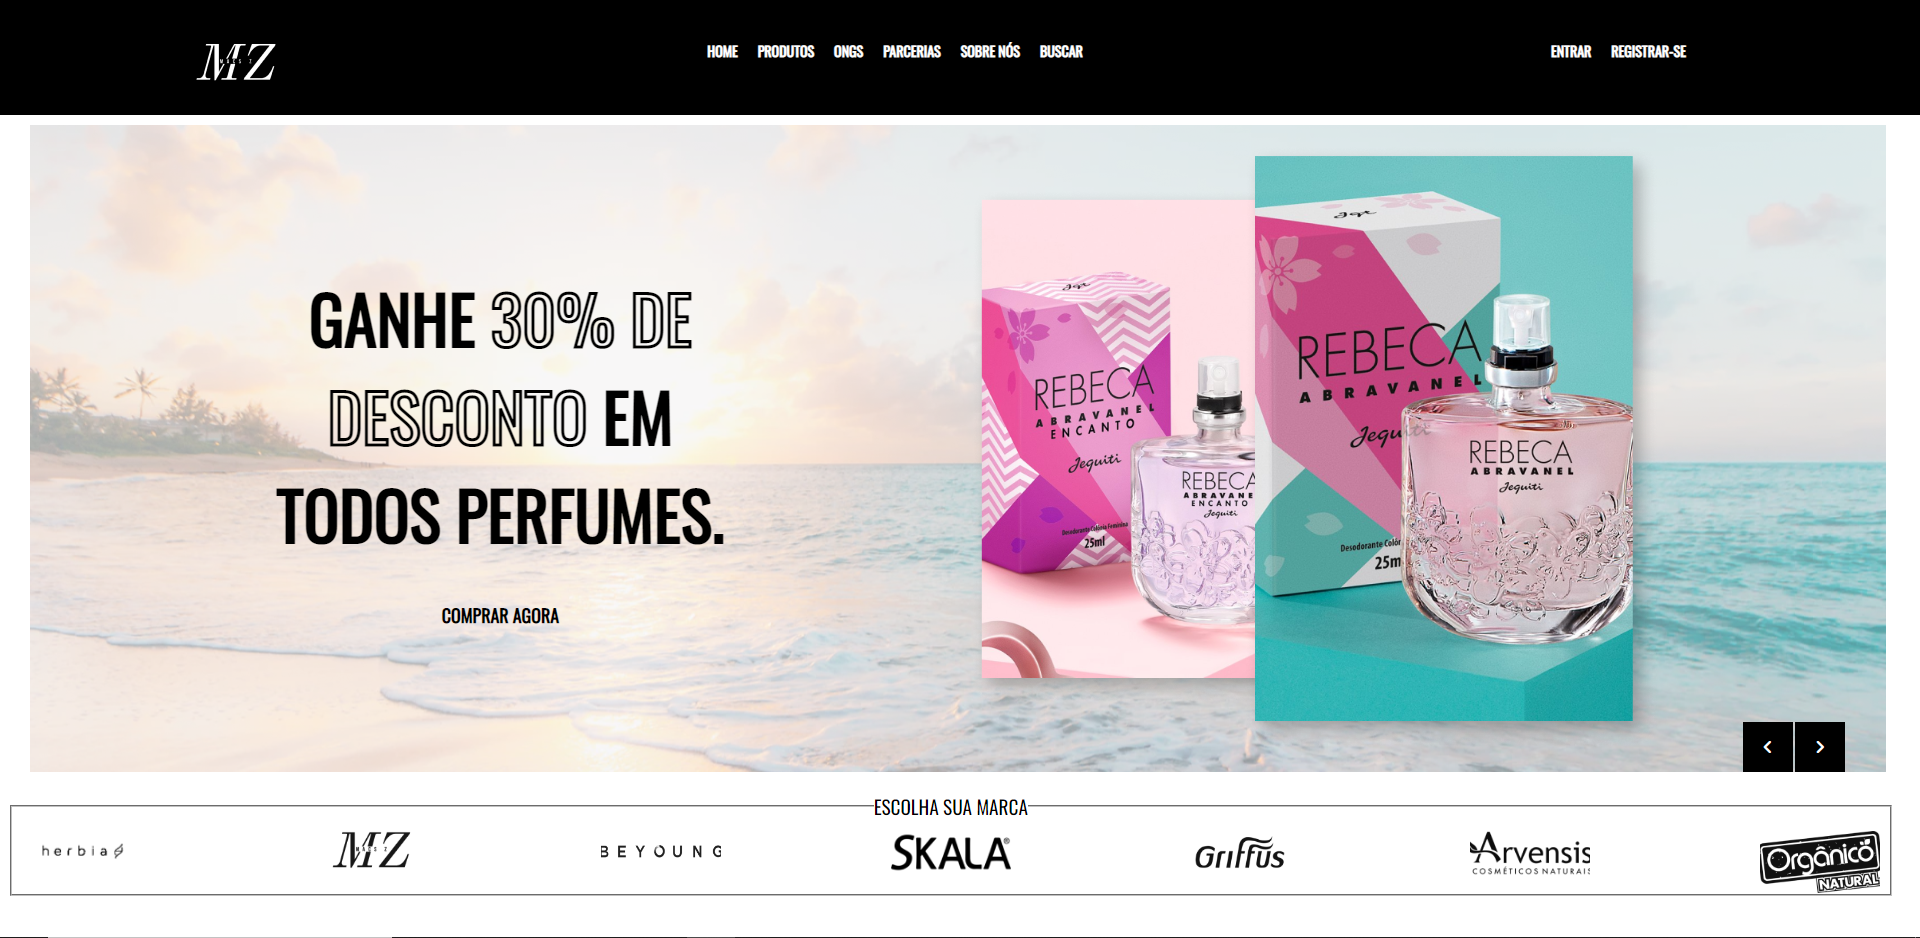 MZ
HOME PRODUTOS ONGS PARCERIAS SOBRE NÓS BUSCAR
ENTRAR REGISTRAR-SE
GANHE 30% DE
DESCONTO EM
TODOS PERFUMES.
COMPRAR AGORA
REBECA
ABRAVANEL
ENCANTO
Jequiti
Desodorante Colônia Feminina
25ml
REBECA
ABRAVANE
ENCANTO
Jequiti
REBECA
ABRAVANEL
Jequiti
Desodorante Colôn
25m
REBECA
ABRAVANEL
Jequiti
ESCOLHA SUA MARCA
herbia
MZ
BEYOUNG
SKALA®
Griffus
Arvensis
COSMÉTICOS NATURAIS
Orgânico
NATURAL